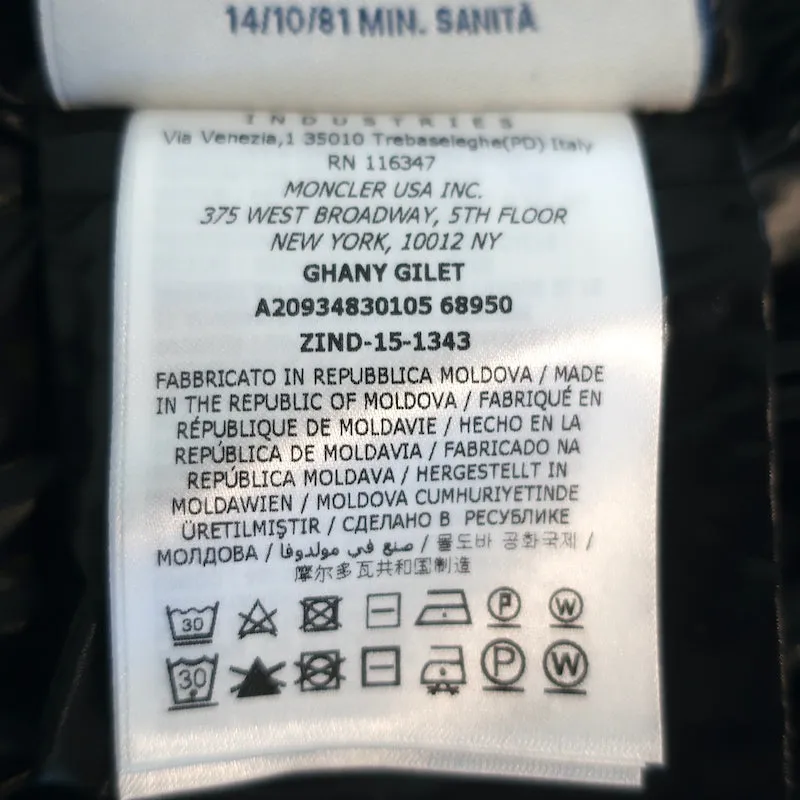 14/10/81 MIN. SANITÀ
INDUSTRIES
Via Venezia,1 35010 Trebaseleghe(PD) Italy
RN 116347
MONCLER USA INC.
375 WEST BROADWAY, 5TH FLOOR
NEW YORK, 10012 NY
GHANY GILET
A20934830105 68950
ZIND-15-1343
FABBRICATO IN REPUBBLICA MOLDOVA / MADE
IN THE REPUBLIC OF MOLDOVA / FABRIQUÉ EN
RÉPUBLIQUE DE MOLDAVIE / HECHO EN LA
REPÚBLICA DE MOLDAVIA / FABRICADO NA
REPÚBLICA MOLDAVA / HERGESTELLT IN
MOLDAWIEN / MOLDOVA CUMHURIYETINDE
ÜRETILMIŞTIR / СДЕЛАНО В РЕСУБЛИКЕ
МОЛДОВА / صنع في مولدوفا / 몰도바 공화국제 /
摩尔多瓦共和国制造
30 P W
30 P W